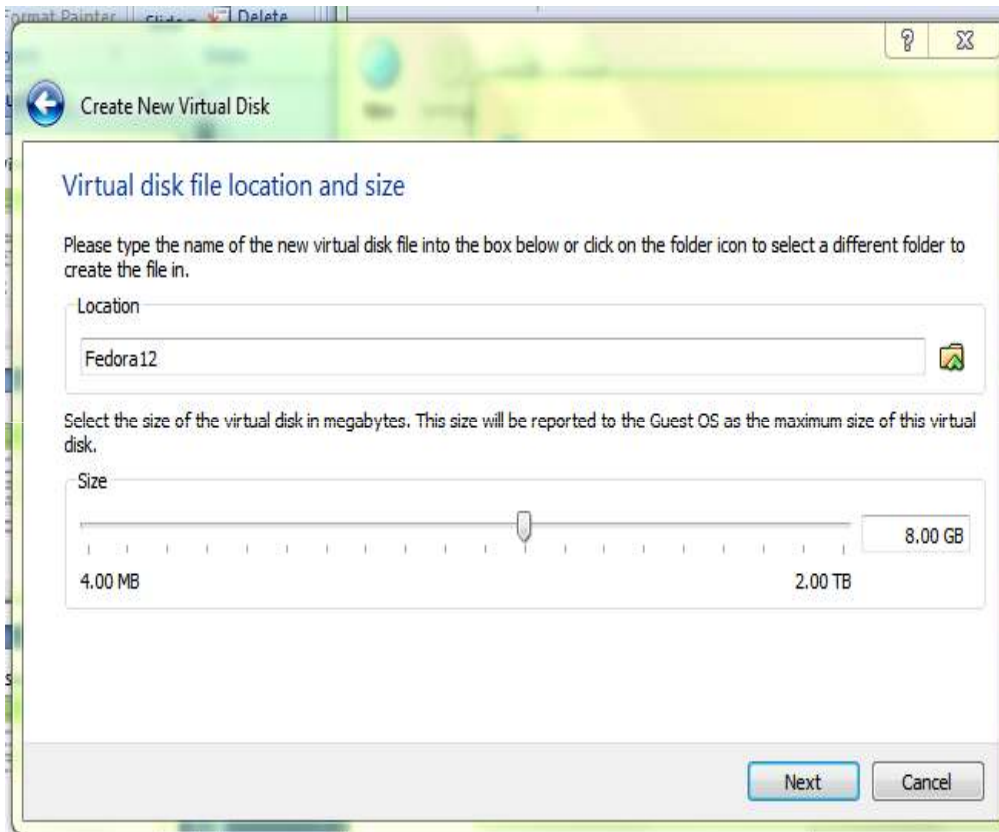 Format Painter
Delete
Create New Virtual Disk
Virtual disk file location and size
Please type the name of the new virtual disk file into the box below or click on the folder icon to select a different folder to
create the file in.
Location
Fedora12
Select the size of the virtual disk in megabytes. This size will be reported to the Guest OS as the maximum size of this virtual
disk.
Size
8.00 GB
4.00 MB
2.00 TB
Next
Cancel